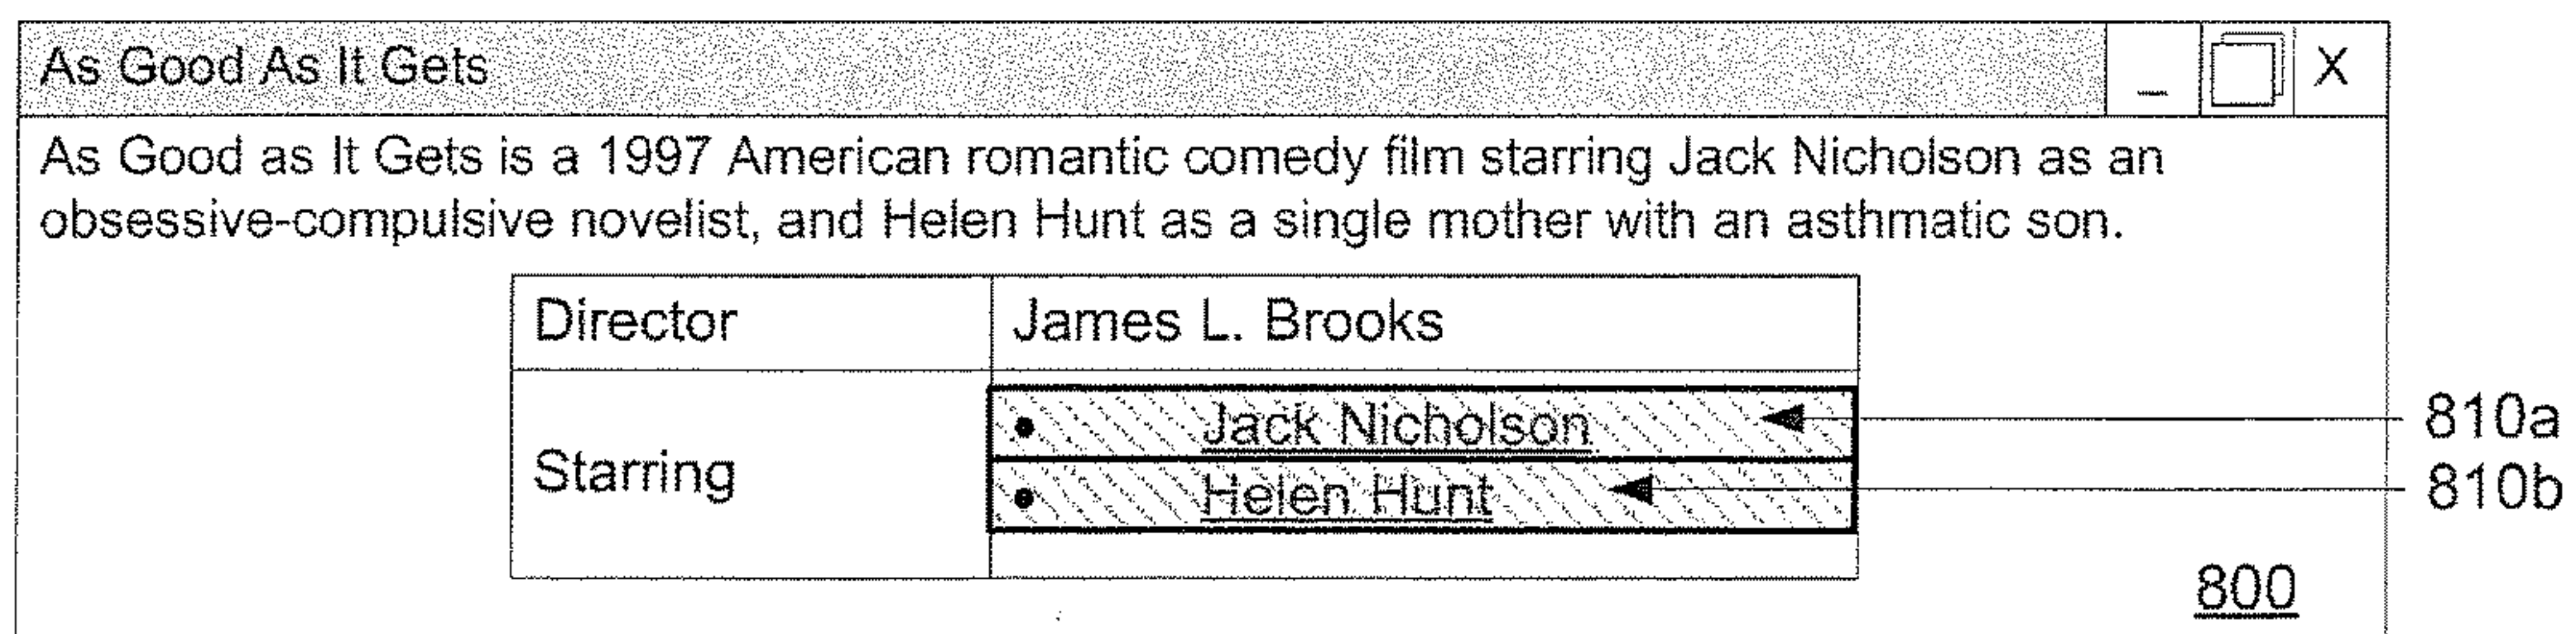 As Good As It Gets _ X
As Good as It Gets is a 1997 American romantic comedy film starring Jack Nicholson as an
obsessive-compulsive novelist, and Helen Hunt as a single mother with an asthmatic son.
Director James L. Brooks
Starring
• Jack Nicholson 810a
• Helen Hunt 810b
800